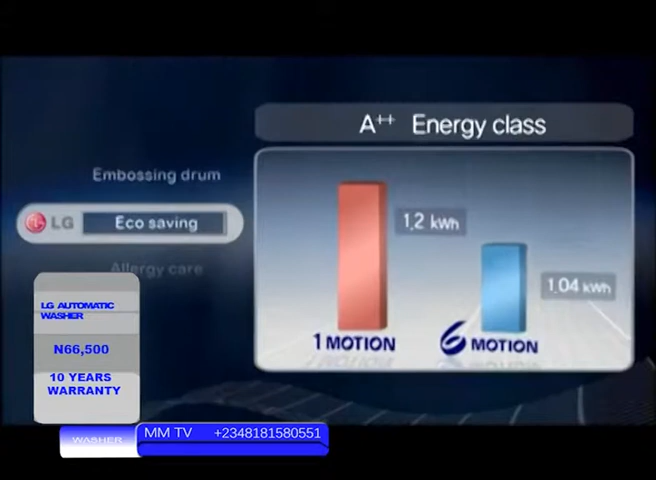 A++ Energy class
Embossing drum
LG Eco saving
Allergy care
1,2 kWh
1.04 kWh
1 MOTION
6 MOTION
LG AUTOMATIC
WASHER
N66,500
10 YEARS
WARRANTY
WASHER
MM TV +2348181580551